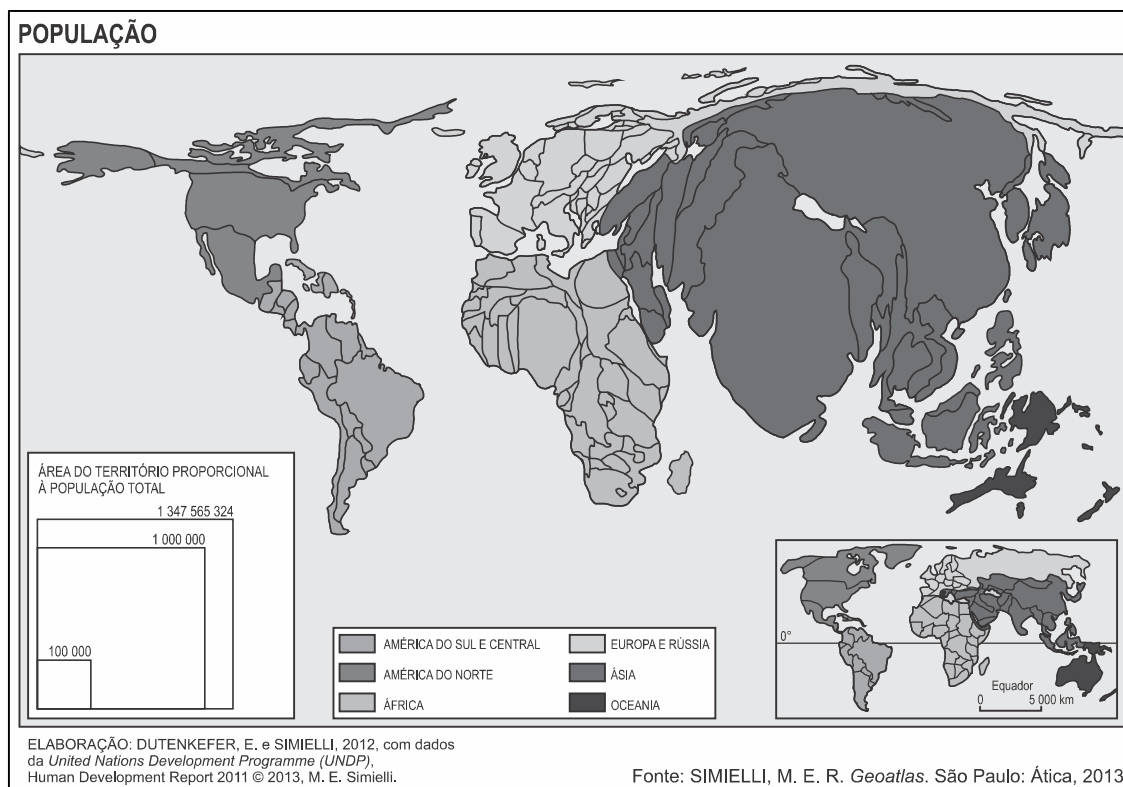 POPULAÇÃO
ÁREA DO TERRITÓRIO PROPORCIONAL
À POPULAÇÃO TOTAL
1 347 565 324
1 000 000
100 000
AMÉRICA DO SUL E CENTRAL
AMÉRICA DO NORTE
ÁFRICA
EUROPA E RÚSSIA
ÁSIA
OCEANIA
0°
Equador
0 5 000 km
ELABORAÇÃO: DUTENKEFER, E. e SIMIELLI, 2012, com dados
da United Nations Development Programme (UNDP),
Human Development Report 2011 © 2013, M. E. Simielli.
Fonte: SIMIELLI, M. E. R. Geoatlas. São Paulo: Ática, 2013